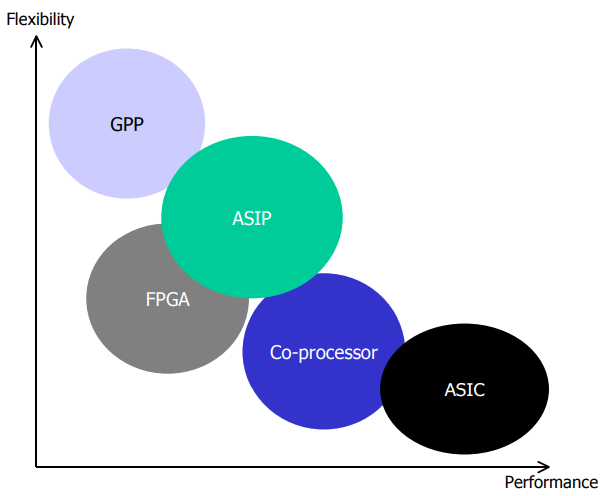 Flexibility
GPP
ASIP
FPGA
Co-processor
ASIC
Performance